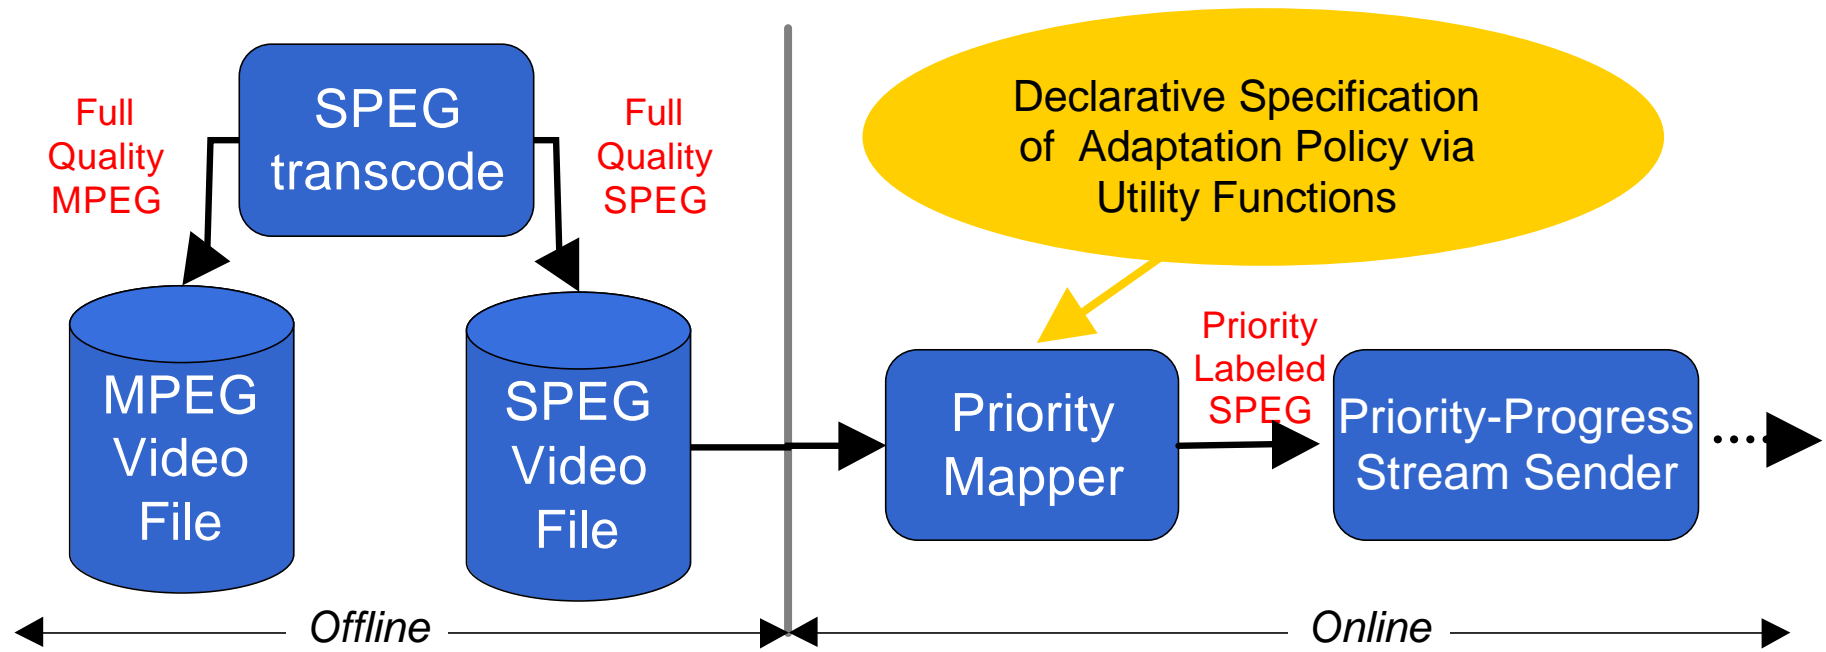 Full
Quality
MPEG
SPEG
transcode
Full
Quality
SPEG
Declarative Specification
of Adaptation Policy via
Utility Functions
MPEG
Video
File
SPEG
Video
File
Priority
Mapper
Priority
Labeled
SPEG
Priority-Progress
Stream Sender
Offline
Online